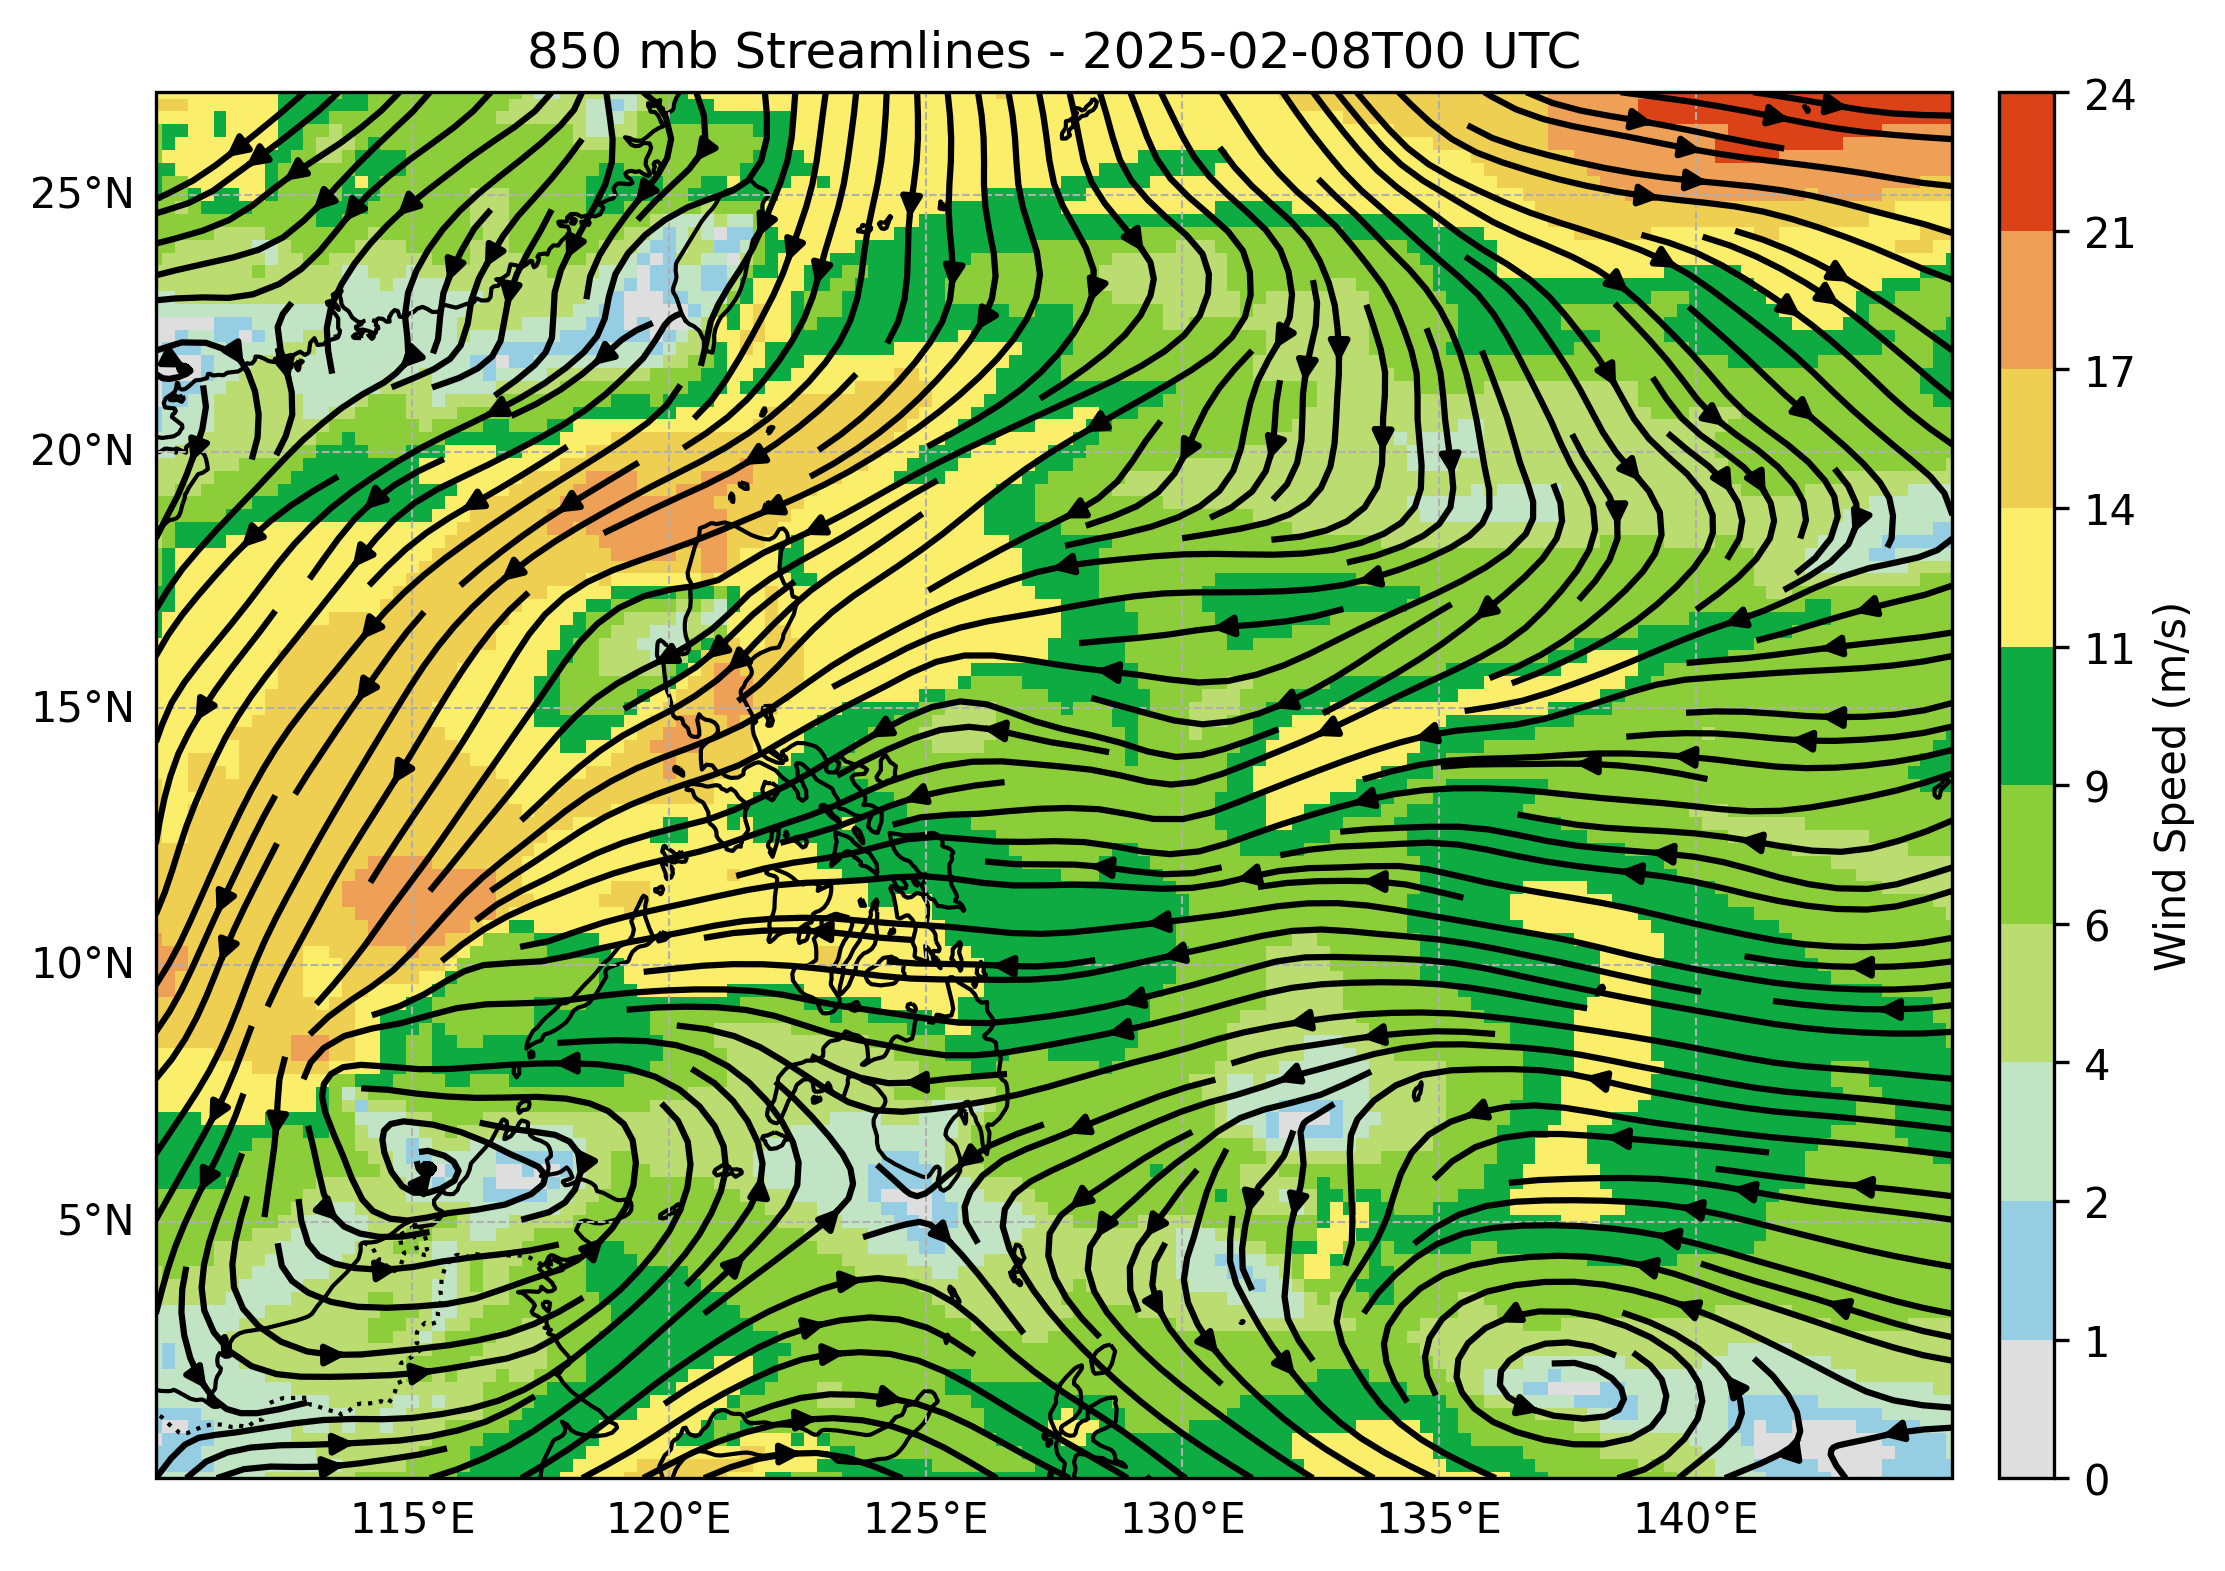 850 mb Streamlines - 2025-02-08T00 UTC
25°N
20°N
15°N
10°N
5°N
115°E
120°E
125°E
130°E
135°E
140°E
24
21
17
14
11
9
6
4
2
1
0
Wind Speed (m/s)